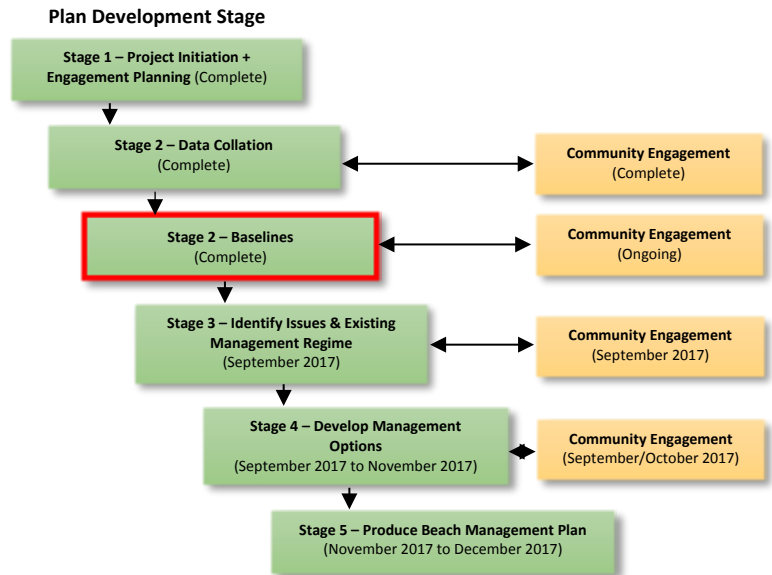 Plan Development Stage
Stage 1 – Project Initiation +
Engagement Planning (Complete)
Stage 2 – Data Collation
(Complete)
Community Engagement
(Complete)
Stage 2 – Baselines
(Complete)
Community Engagement
(Ongoing)
Stage 3 – Identify Issues & Existing
Management Regime
(September 2017)
Community Engagement
(September 2017)
Stage 4 – Develop Management
Options
(September 2017 to November 2017)
Community Engagement
(September/October 2017)
Stage 5 – Produce Beach Management Plan
(November 2017 to December 2017)